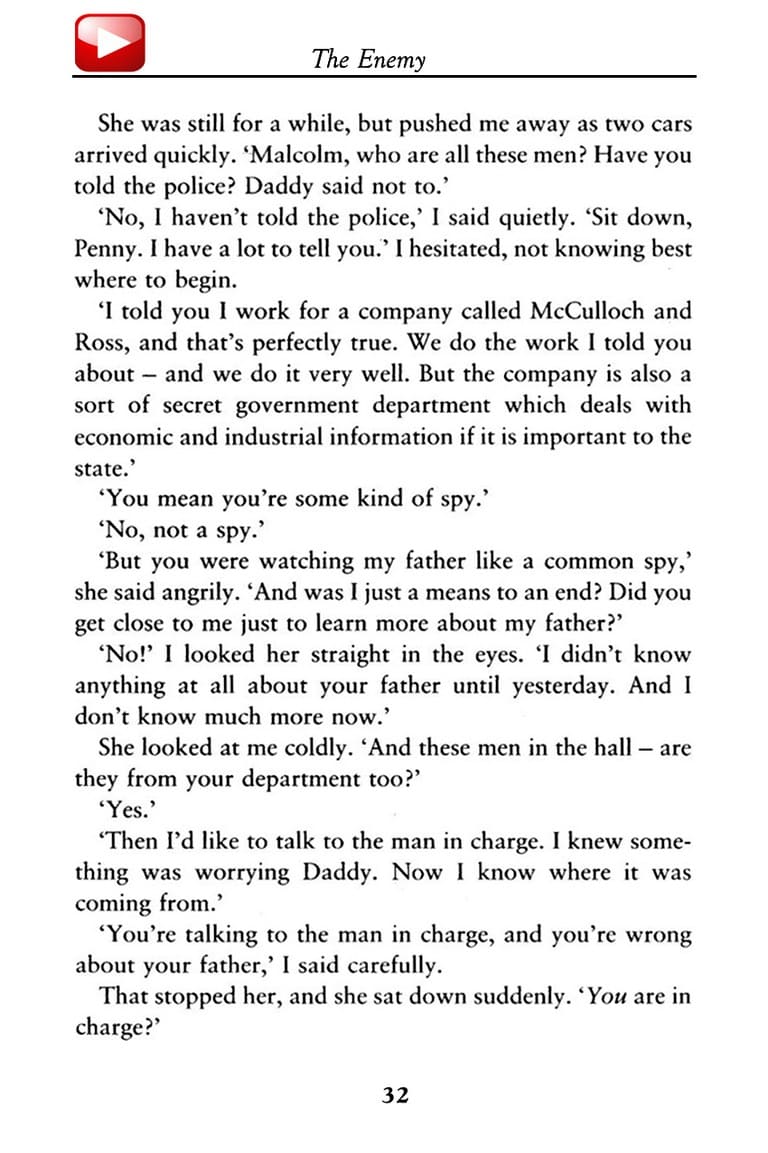 The Enemy
She was still for a while, but pushed me away as two cars
arrived quickly. ‘Malcolm, who are all these men? Have you
told the police? Daddy said not to.’
‘No, I haven’t told the police,’ I said quietly. ‘Sit down,
Penny. I have a lot to tell you.’ I hesitated, not knowing best
where to begin.
‘I told you I work for a company called McCulloch and
Ross, and that’s perfectly true. We do the work I told you
about – and we do it very well. But the company is also a
sort of secret government department which deals with
economic and industrial information if it is important to the
state.’
‘You mean you’re some kind of spy.’
‘No, not a spy.’
‘But you were watching my father like a common spy,’
she said angrily. ‘And was I just a means to an end? Did you
get close to me just to learn more about my father?’
‘No!’ I looked her straight in the eyes. ‘I didn’t know
anything at all about your father until yesterday. And I
don’t know much more now.’
She looked at me coldly. ‘And these men in the hall – are
they from your department too?’
‘Yes.’
‘Then I’d like to talk to the man in charge. I knew some-
thing was worrying Daddy. Now I know where it was
coming from.’
‘You’re talking to the man in charge, and you’re wrong
about your father,’ I said carefully.
That stopped her, and she sat down suddenly. ‘You are in
charge?’
32